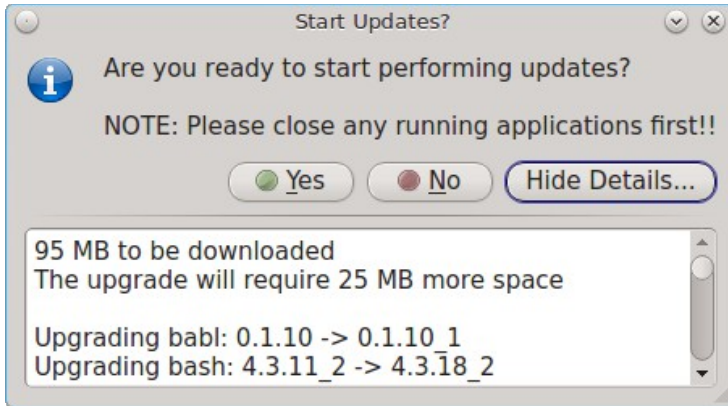 Start Updates?
Are you ready to start performing updates?
NOTE: Please close any running applications first!!
Yes
No
Hide Details...
95 MB to be downloaded
The upgrade will require 25 MB more space
Upgrading babl: 0.1.10 -> 0.1.10_1
Upgrading bash: 4.3.11_2 -> 4.3.18_2